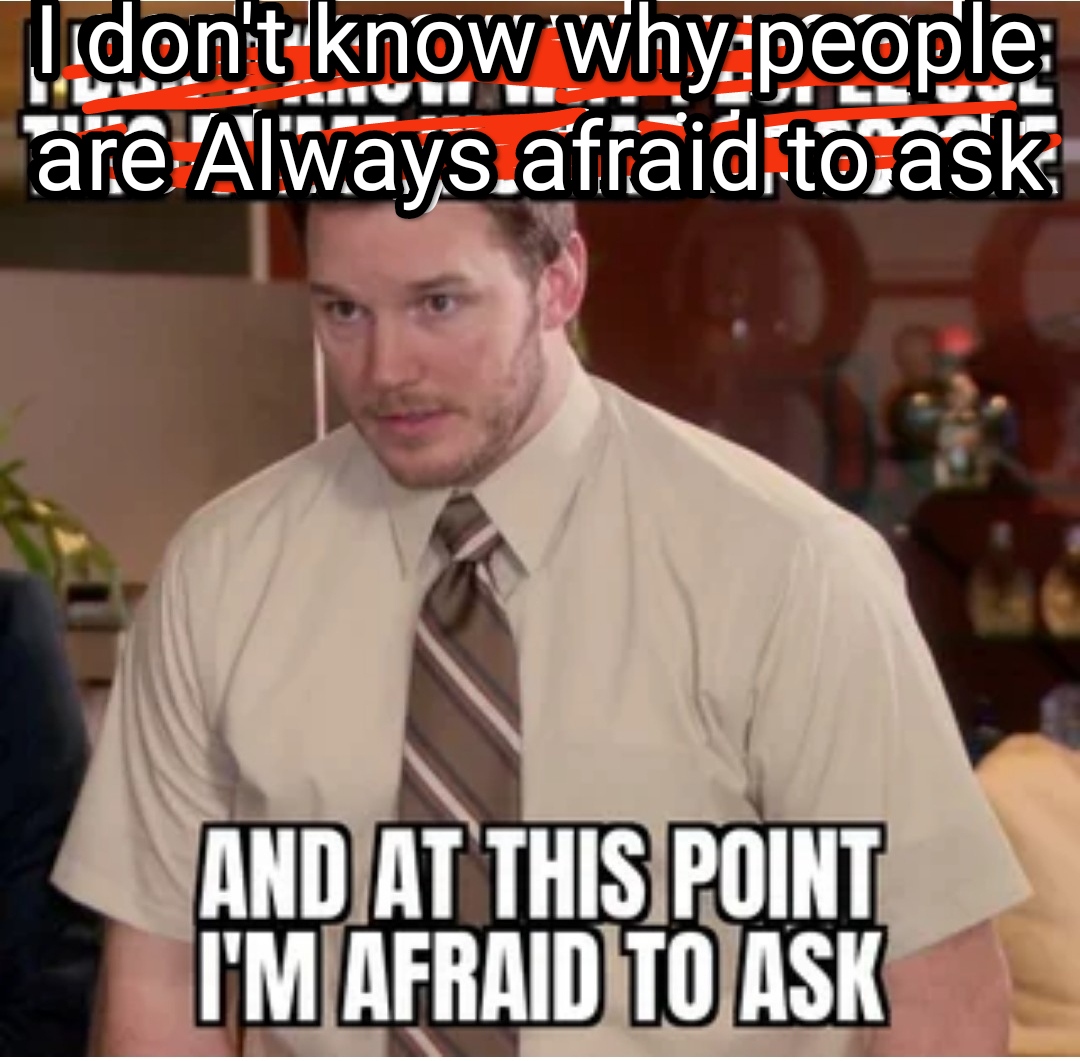 I don't know why people
are Always afraid to ask
AND AT THIS POINT
I'M AFRAID TO ASK